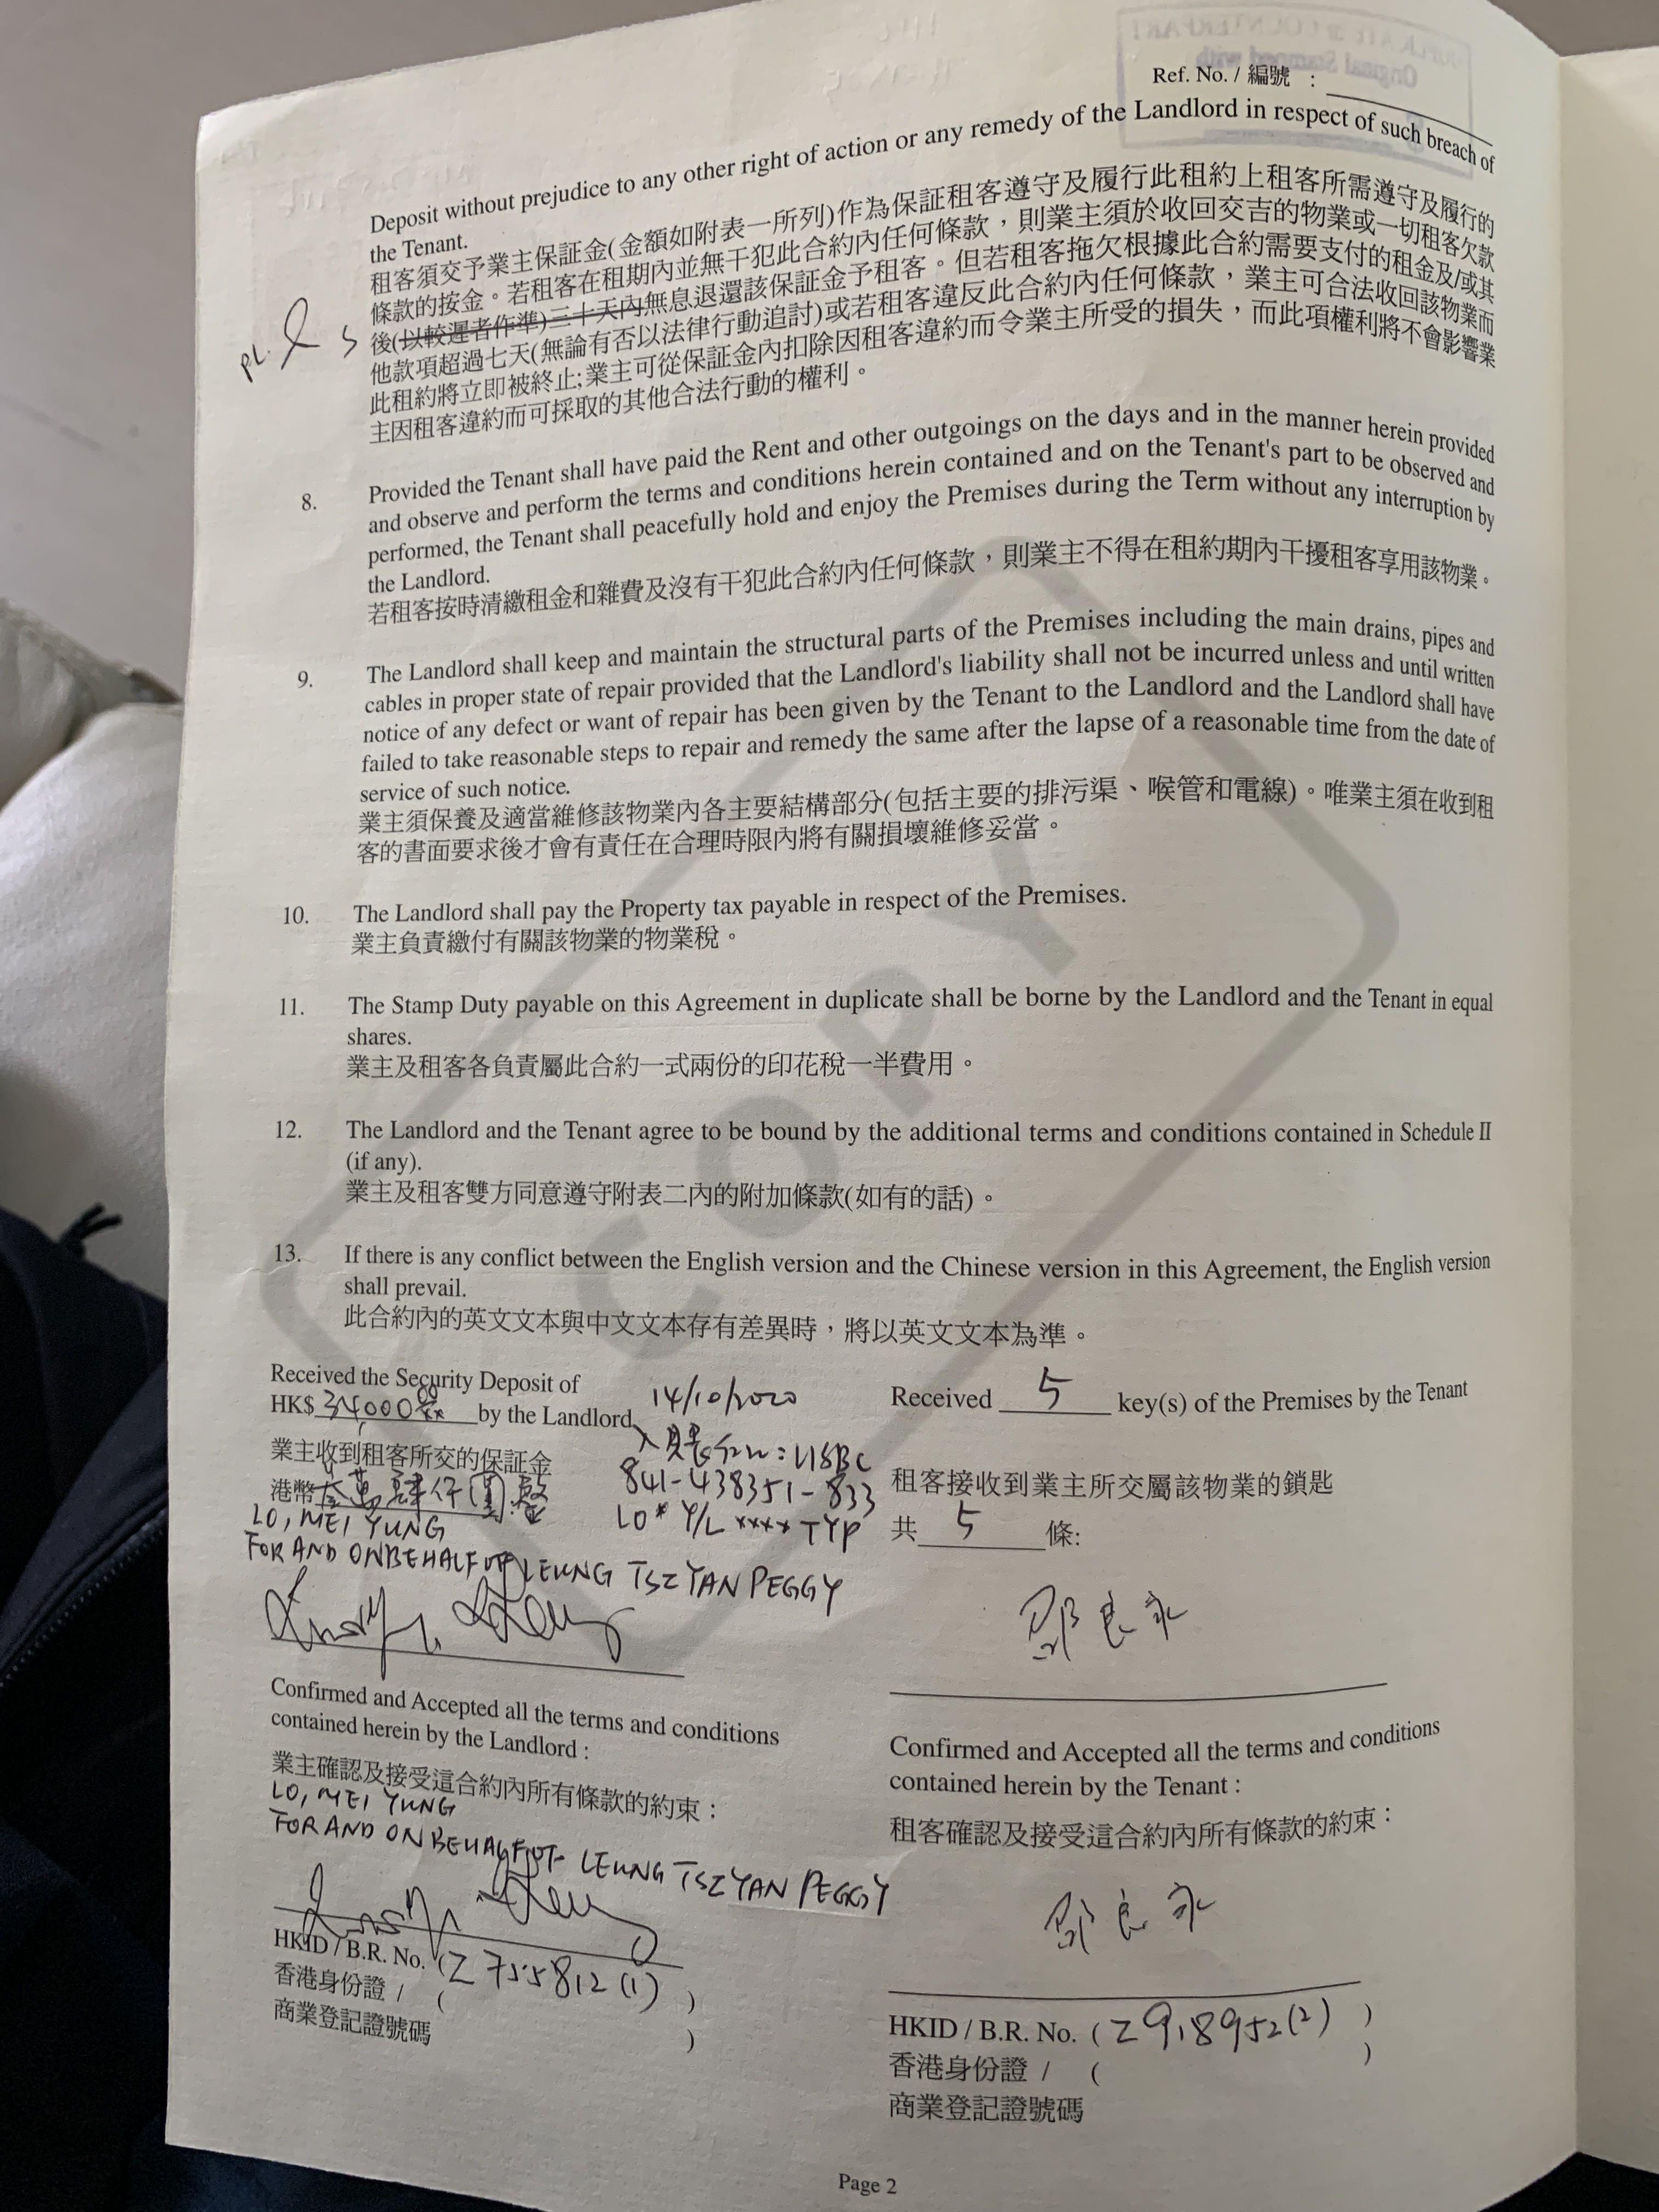 DUPLICATE OR COUNTERPART
Original Stamped with
Ref. No. / 編號 :
Deposit without prejudice to any other right of action or any remedy of the Landlord in respect of such breach of
the Tenant.
租客須交予業主保証金(金額如附表一所列)作為保証租客遵守及履行此租約上租客所需遵守及履行的
條款的按金。若租客在租期內並無干犯此合約內任何條款，則業主須於收回交吉的物業或一切租客欠款
後(以較遲者作準)三十天內無息退還該保証金予租客。但若租客拖欠根據此合約需要支付的租金及/或其
他款項超過七天(無論有否以法律行動追討)或若租客違反此合約內任何條款，業主可合法收回該物業而
此租約將立即被終止;業主可從保証金內扣除因租客違約而令業主所受的損失，而此項權利將不會影響業
主因租客違約而可採取的其他合法行動的權利。
8. Provided the Tenant shall have paid the Rent and other outgoings on the days and in the manner herein provided
and observe and perform the terms and conditions herein contained and on the Tenant's part to be observed and
performed, the Tenant shall peacefully hold and enjoy the Premises during the Term without any interruption by
the Landlord.
若租客按時清繳租金和雜費及沒有干犯此合約內任何條款，則業主不得在租約期內干擾租客享用該物業。
9. The Landlord shall keep and maintain the structural parts of the Premises including the main drains, pipes and
cables in proper state of repair provided that the Landlord's liability shall not be incurred unless and until written
notice of any defect or want of repair has been given by the Tenant to the Landlord and the Landlord shall have
failed to take reasonable steps to repair and remedy the same after the lapse of a reasonable time from the date of
service of such notice.
業主須保養及適當維修該物業內各主要結構部分(包括主要的排污渠、喉管和電線)。唯業主須在收到租
客的書面要求後才會有責任在合理時限內將有關損壞維修妥當。
10. The Landlord shall pay the Property tax payable in respect of the Premises.
業主負責繳付有關該物業的物業稅。
11. The Stamp Duty payable on this Agreement in duplicate shall be borne by the Landlord and the Tenant in equal
shares.
業主及租客各負責屬此合約一式兩份的印花稅一半費用。
12. The Landlord and the Tenant agree to be bound by the additional terms and conditions contained in Schedule II
(if any).
業主及租客雙方同意遵守附表二內的附加條款(如有的話)。
13. If there is any conflict between the English version and the Chinese version in this Agreement, the English version
shall prevail.
此合約內的英文文本與中文文本存有差異時，將以英文文本為準。
COPY
Received the Security Deposit of
HK$ 34,000 by the Landlord
14/10/2020
業主收到租客所交的保証金
HSBC
841-438351-833
港幣 叁萬肆仟圓整
LO* Y/L **** TYP
LO, MEI YUNG
FOR AND ON BEHALF OF LEUNG TSZ YAN PEGGY
Received 5 key(s) of the Premises by the Tenant
租客接收到業主所交屬該物業的鎖匙
共 5 條:
鄧良永
Confirmed and Accepted all the terms and conditions
contained herein by the Landlord :
業主確認及接受這合約內所有條款的約束：
LO, MEI YUNG
FOR AND ON BEHALF OF LEUNG TSZ YAN PEGGY
HKID / B.R. No. (Z755812(1) )
香港身份證 / (
商業登記證號碼 )
Confirmed and Accepted all the terms and conditions
contained herein by the Tenant :
租客確認及接受這合約內所有條款的約束：
鄧良永
HKID / B.R. No. ( Z918952(2) )
香港身份證 / ( )
商業登記證號碼
Page 2